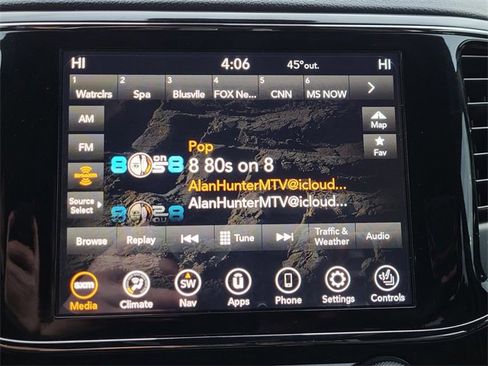 HI 4:06 45°out. HI
1 2 3 4 5 6
Watrclrs Spa Blusvlle FOX Ne... CNN MS NOW
AM
Map
FM
Pop
8 80s on 8
Fav
AlanHunterMTV@icloud...
AlanHunterMTV@icloud...
Source Select
Browse Replay Tune Traffic & Weather Audio
sxm SW U
Media Climate Nav Apps Phone Settings Controls